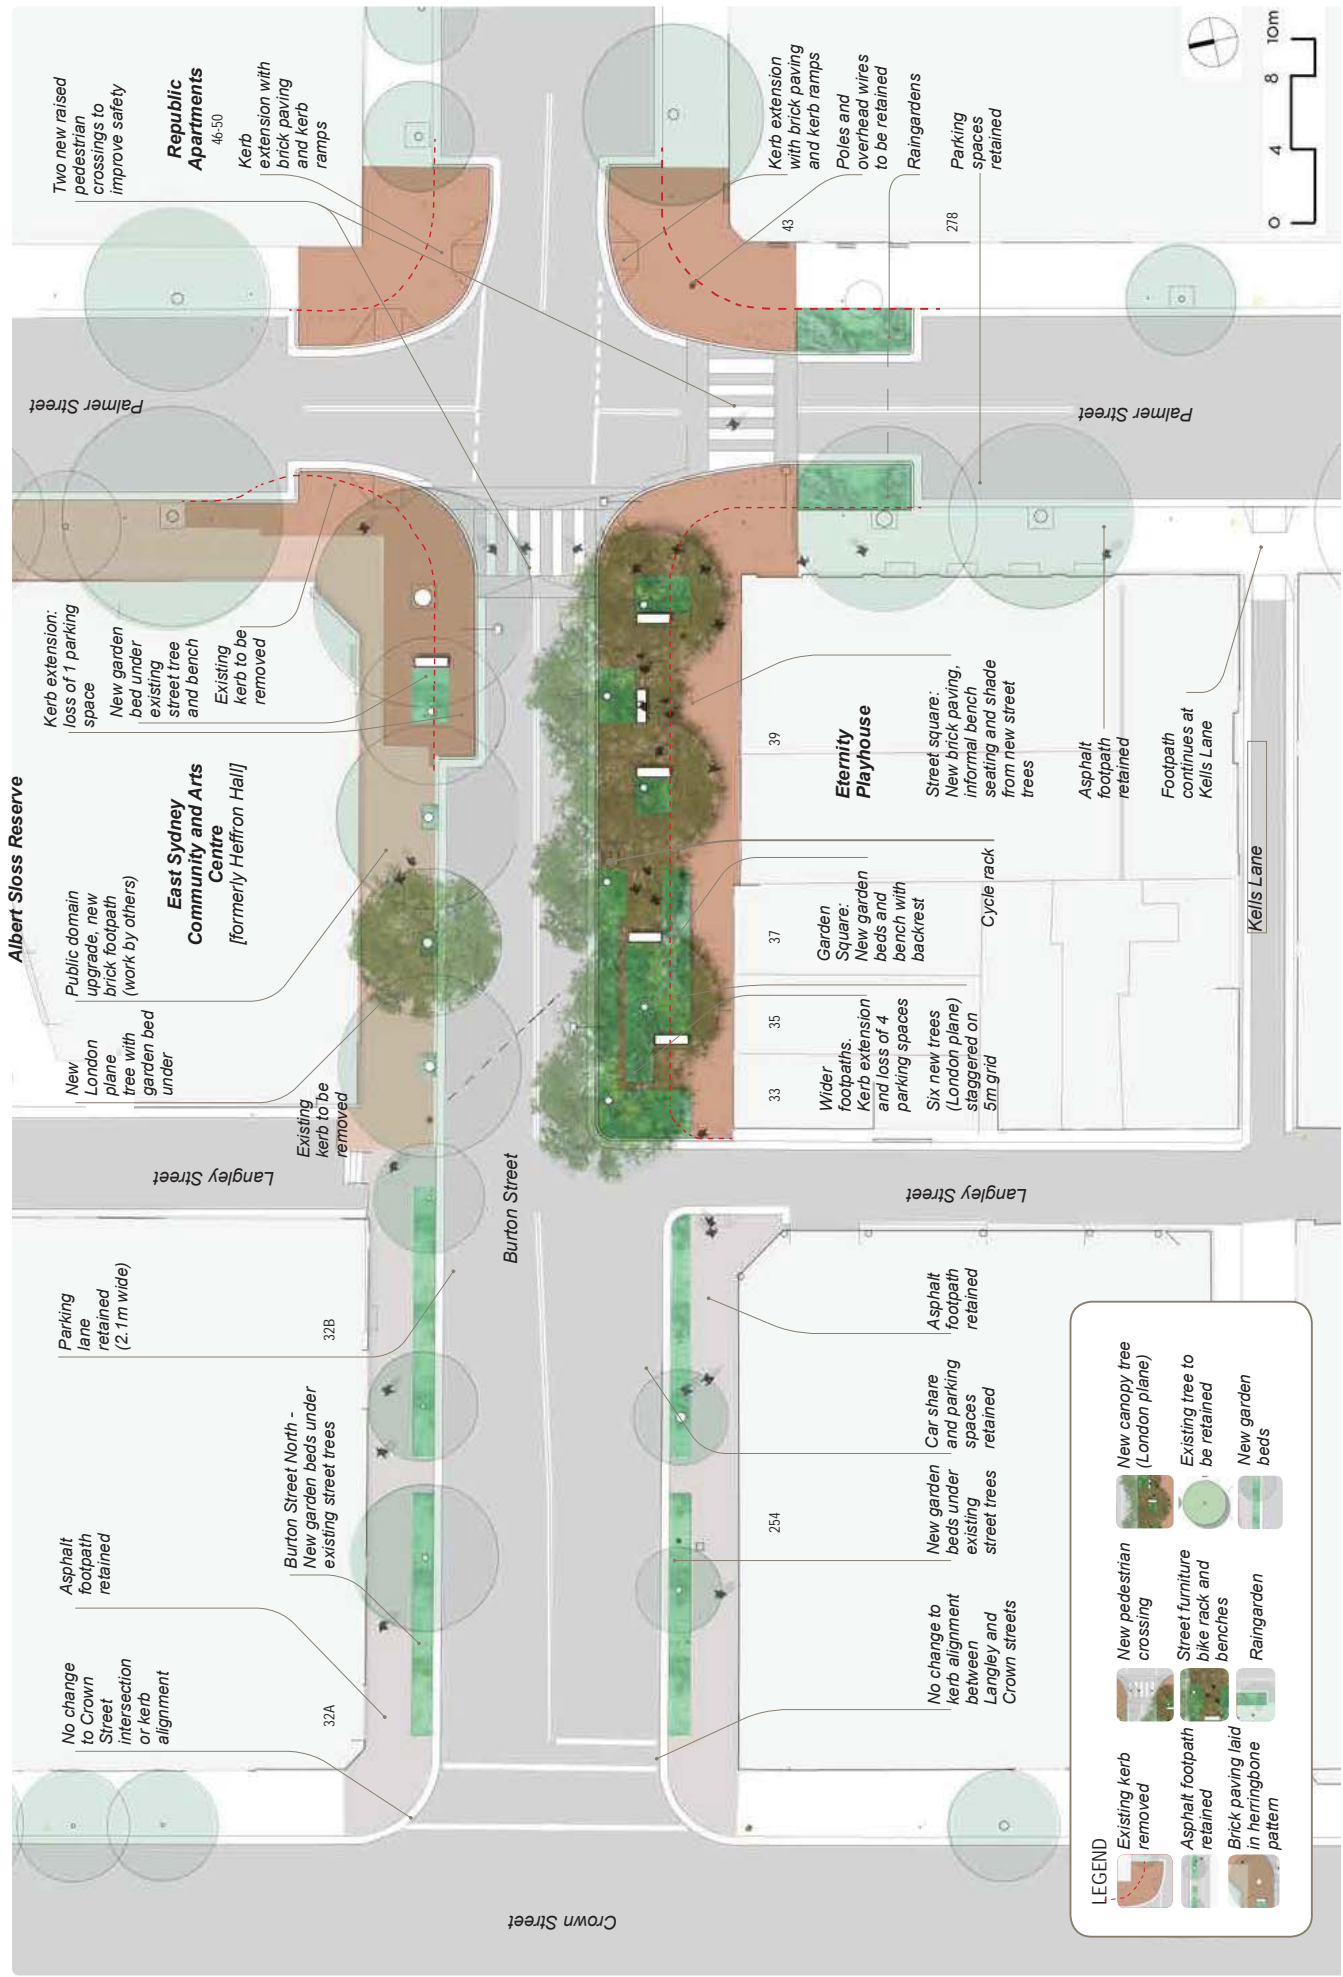 Albert Sloss Reserve
No change
to Crown
Street
intersection
or kerb
alignment
Asphalt
footpath
retained
Parking
lane
retained
(2.1m wide)
New
London
plane
tree with
garden bed
under
Public domain
upgrade, new
brick footpath
(work by others)
Kerb extension:
loss of 1 parking
space
New garden
bed under
existing
street tree
and bench
Existing
kerb to be
removed
Two new raised
pedestrian
crossings to
improve safety
Republic
Apartments
46-50
Kerb
extension with
brick paving
and kerb
ramps
East Sydney
Community and Arts
Centre
[formerly Heffron Hall]
Burton Street North -
New garden beds under
existing street trees
32A
32B
Existing
kerb to be
removed
Langley Street
Palmer Street
Crown Street
Burton Street
Langley Street
Palmer Street
Kells Lane
254
33
35
37
39
43
278
No change to
kerb alignment
between
Langley and
Crown streets
New garden
beds under
existing
street trees
Car share
and parking
spaces
retained
Asphalt
footpath
retained
Wider
footpaths.
Kerb extension
and loss of 4
parking spaces
Six new trees
(London plane)
staggered on
5m grid
Garden
Square:
New garden
beds and
bench with
backrest
Cycle rack
Eternity
Playhouse
Street square:
New brick paving,
informal bench
seating and shade
from new street
trees
Asphalt
footpath
retained
Footpath
continues at
Kells Lane
Kerb extension
with brick paving
and kerb ramps
Poles and
overhead wires
to be retained
Raingardens
Parking
spaces
retained
0 4 8 10m
LEGEND
Existing kerb
removed
New pedestrian
crossing
New canopy tree
(London plane)
Asphalt footpath
retained
Street furniture
bike rack and
benches
Existing tree to
be retained
Brick paving laid
in herringbone
pattern
Raingarden
New garden
beds